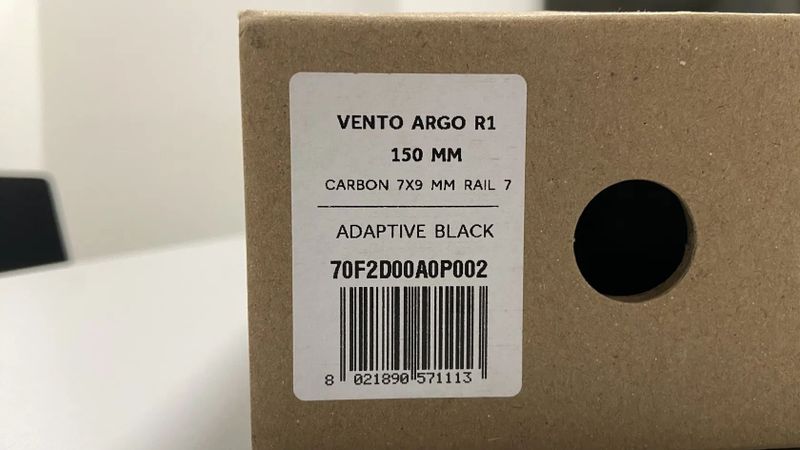 VENTO ARGO R1
150 MM
CARBON 7X9 MM RAIL 7
ADAPTIVE BLACK
70F2D00A0P002
8 021890 571113